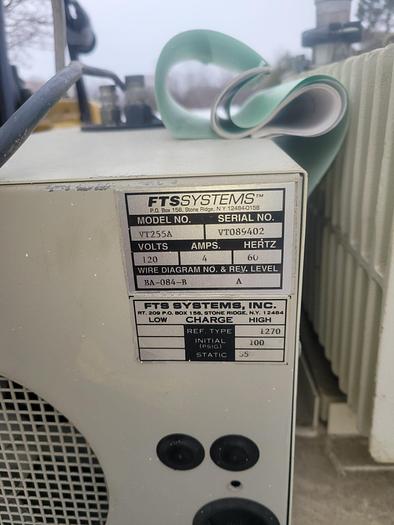 FTSSYSTEMS™
P.O. Box 158, Stone Ridge, N.Y. 12484-0158
MODEL NO. SERIAL NO.
VT255A VT089402
VOLTS AMPS. HERTZ
120 4 60
WIRE DIAGRAM NO. & REV. LEVEL
BA-084-B A
FTS SYSTEMS, INC.
RT. 209 P.O. BOX 158, STONE RIDGE, N.Y. 12484
LOW CHARGE HIGH
REF. TYPE 1270
INITIAL 100
(PSIG)
STATIC 55